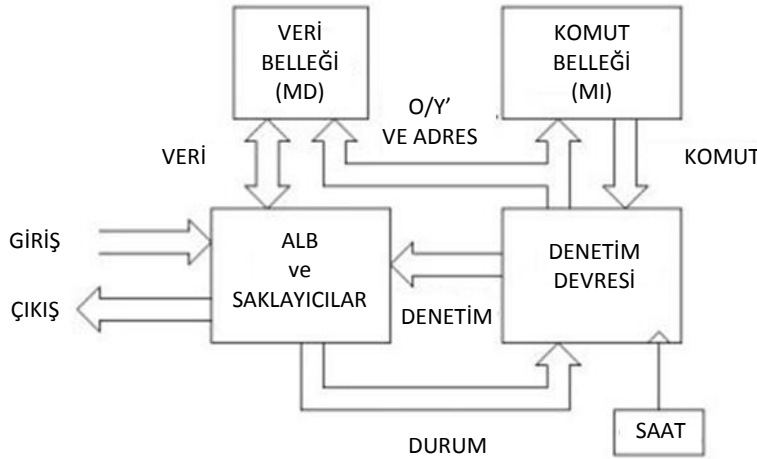 VERİ
BELLEĞİ
(MD)
KOMUT
BELLEĞİ
(MI)
O/Y'
VE ADRES
VERİ
KOMUT
GİRİŞ
ÇIKIŞ
ALB
ve
SAKLAYICILAR
DENETİM
DENETİM
DEVRESİ
DURUM
SAAT